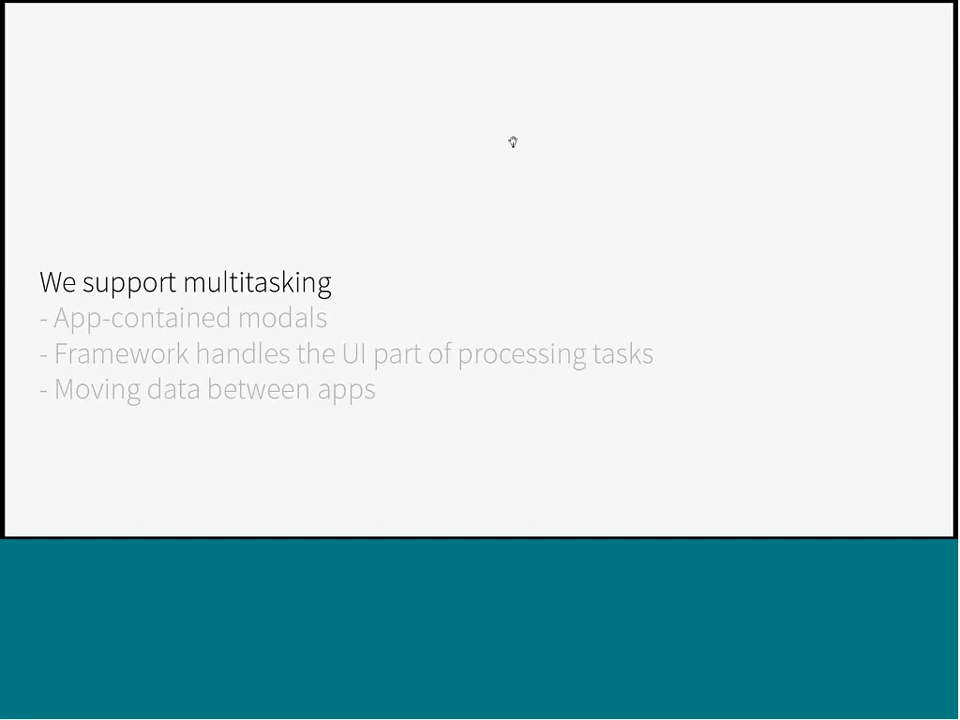 We support multitasking
- App-contained modals
- Framework handles the UI part of processing tasks
- Moving data between apps